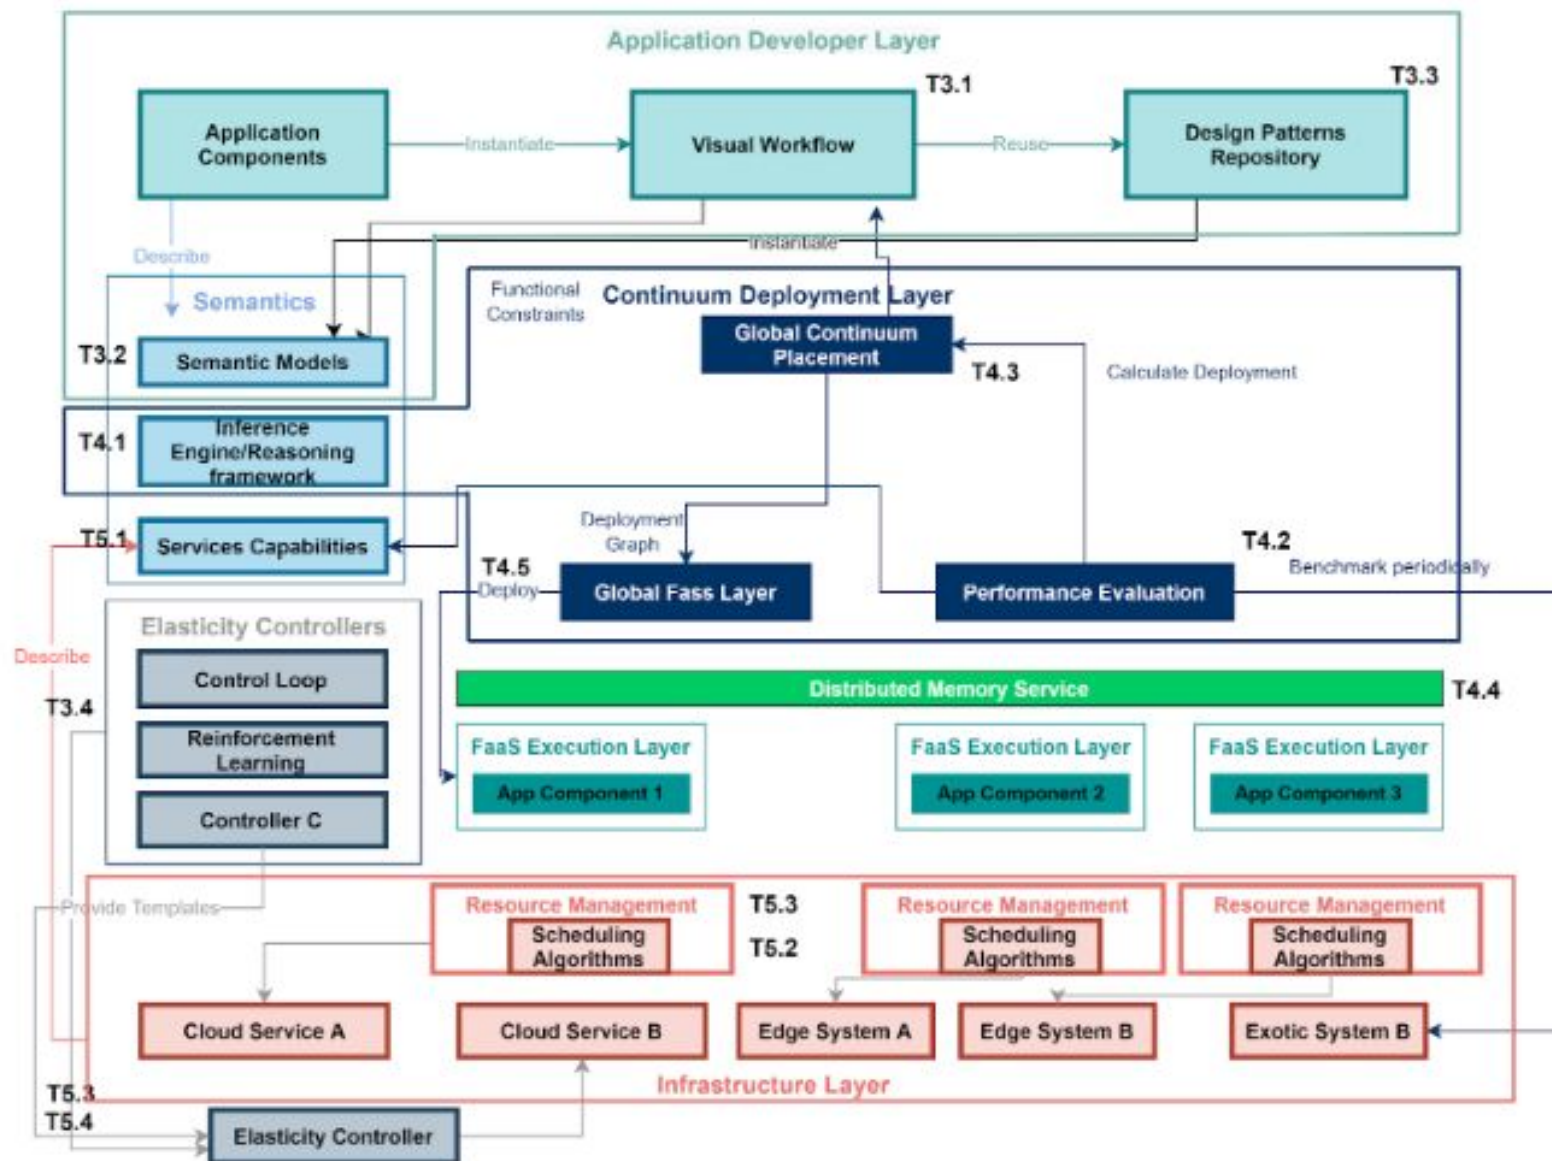 Application Developer Layer
T3.1
T3.3
Application
Components
Instantiate
Visual Workflow
Reuse
Design Patterns
Repository
Describe
Instantiate
Semantics
Functional
Constraints
Continuum Deployment Layer
Global Continuum
Placement
T3.2
Semantic Models
T4.3
Calculate Deployment
T4.1
Inference
Engine/Reasoning
framework
Deployment
Graph
T5.1
Services Capabilities
T4.5
T4.2
Benchmark periodically
Deploy
Global Fass Layer
Performance Evaluation
Elasticity Controllers
Describe
Control Loop
Distributed Memory Service
T4.4
T3.4
Reinforcement
Learning
FaaS Execution Layer
FaaS Execution Layer
FaaS Execution Layer
App Component 1
App Component 2
App Component 3
Controller C
Provide Templates
Resource Management
T5.3
Resource Management
Resource Management
Scheduling
Algorithms
T5.2
Scheduling
Algorithms
Scheduling
Algorithms
Cloud Service A
Cloud Service B
Edge System A
Edge System B
Exotic System B
Infrastructure Layer
T5.3
T5.4
Elasticity Controller